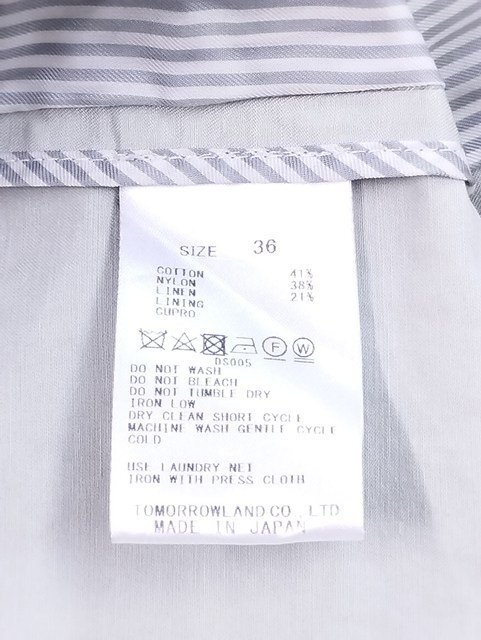 SIZE 36
COTTON 41%
NYLON 38%
LINEN 21%
LINING
CUPRO
F W
DS005
DO NOT WASH
DO NOT BLEACH
DO NOT TUMBLE DRY
IRON LOW
DRY CLEAN SHORT CYCLE
MACHINE WASH GENTLE CYCLE
COLD
USE LAUNDRY NET
IRON WITH PRESS CLOTH
TOMORROWLAND CO., LTD
MADE IN JAPAN